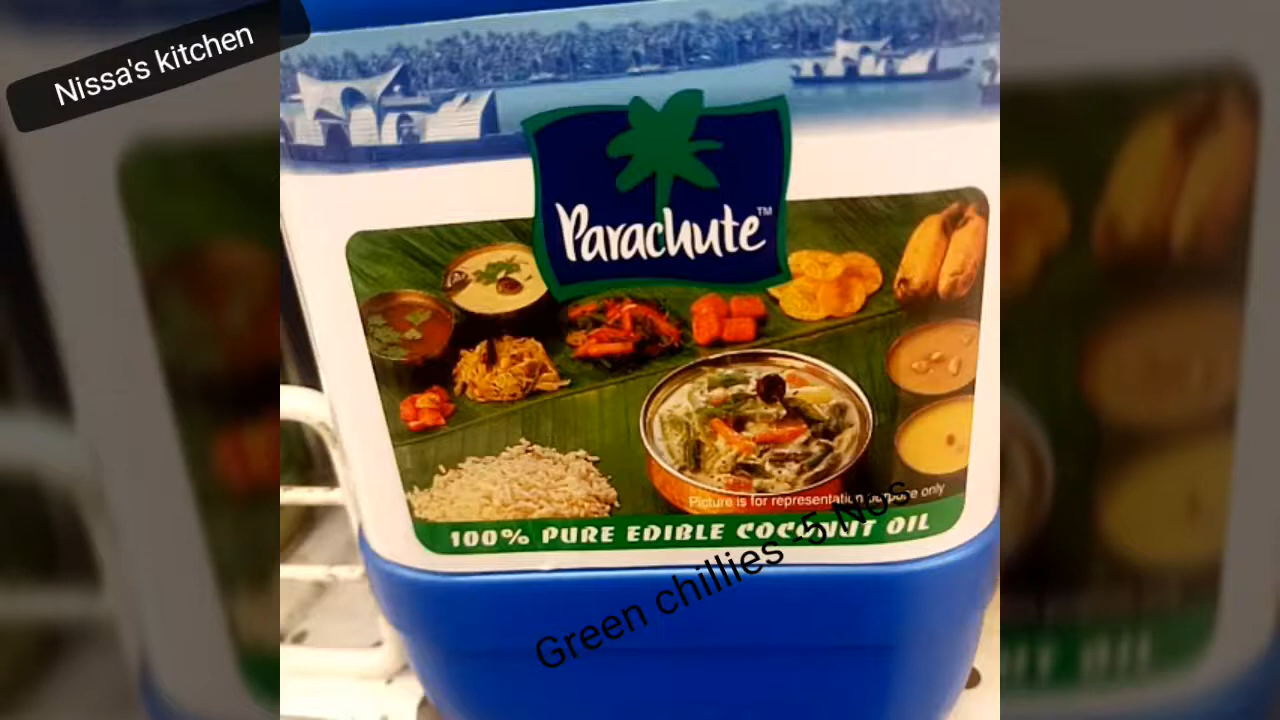 Nissa's kitchen
Parachute™
Picture is for representation purpose only
100% PURE EDIBLE COCONUT OIL
Green chillies -5 Nos